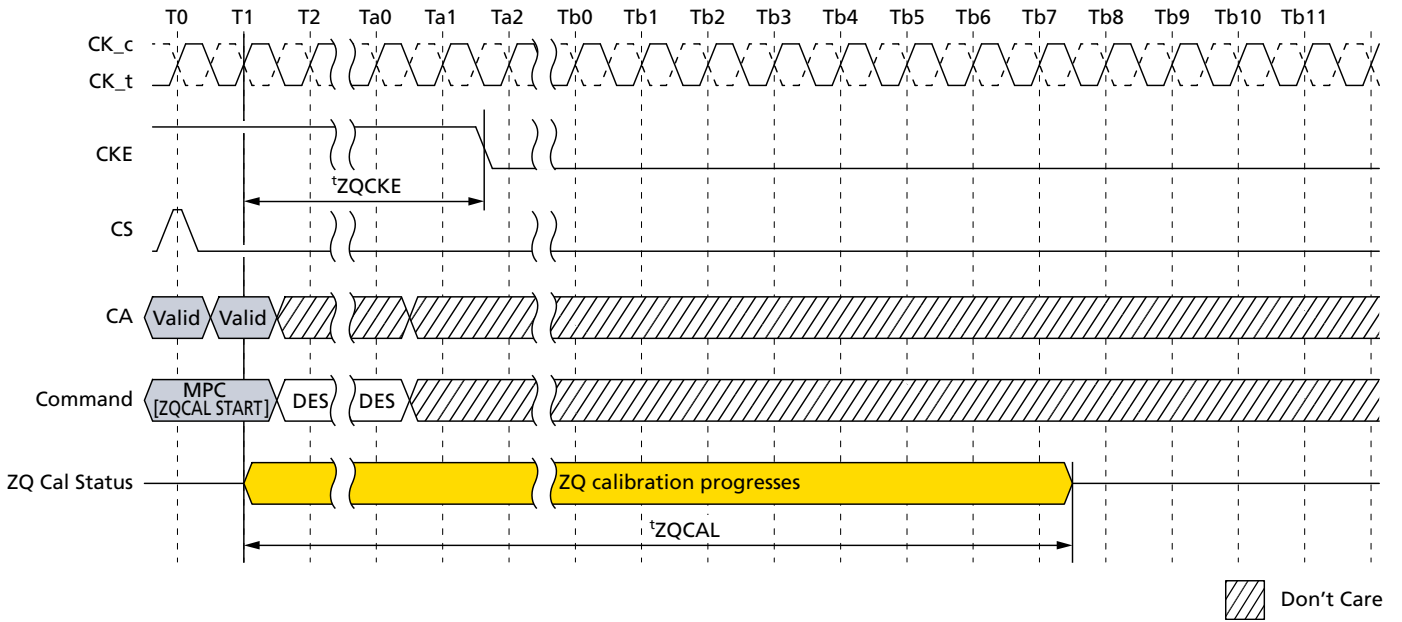 T0 T1 T2 Ta0 Ta1 Ta2 Tb0 Tb1 Tb2 Tb3 Tb4 Tb5 Tb6 Tb7 Tb8 Tb9 Tb10 Tb11
CK_c
CK_t
CKE
tZQCKE
CS
CA Valid Valid
Command MPC [ZQCAL START] DES DES
ZQ Cal Status ZQ calibration progresses
tZQCAL
Don't Care